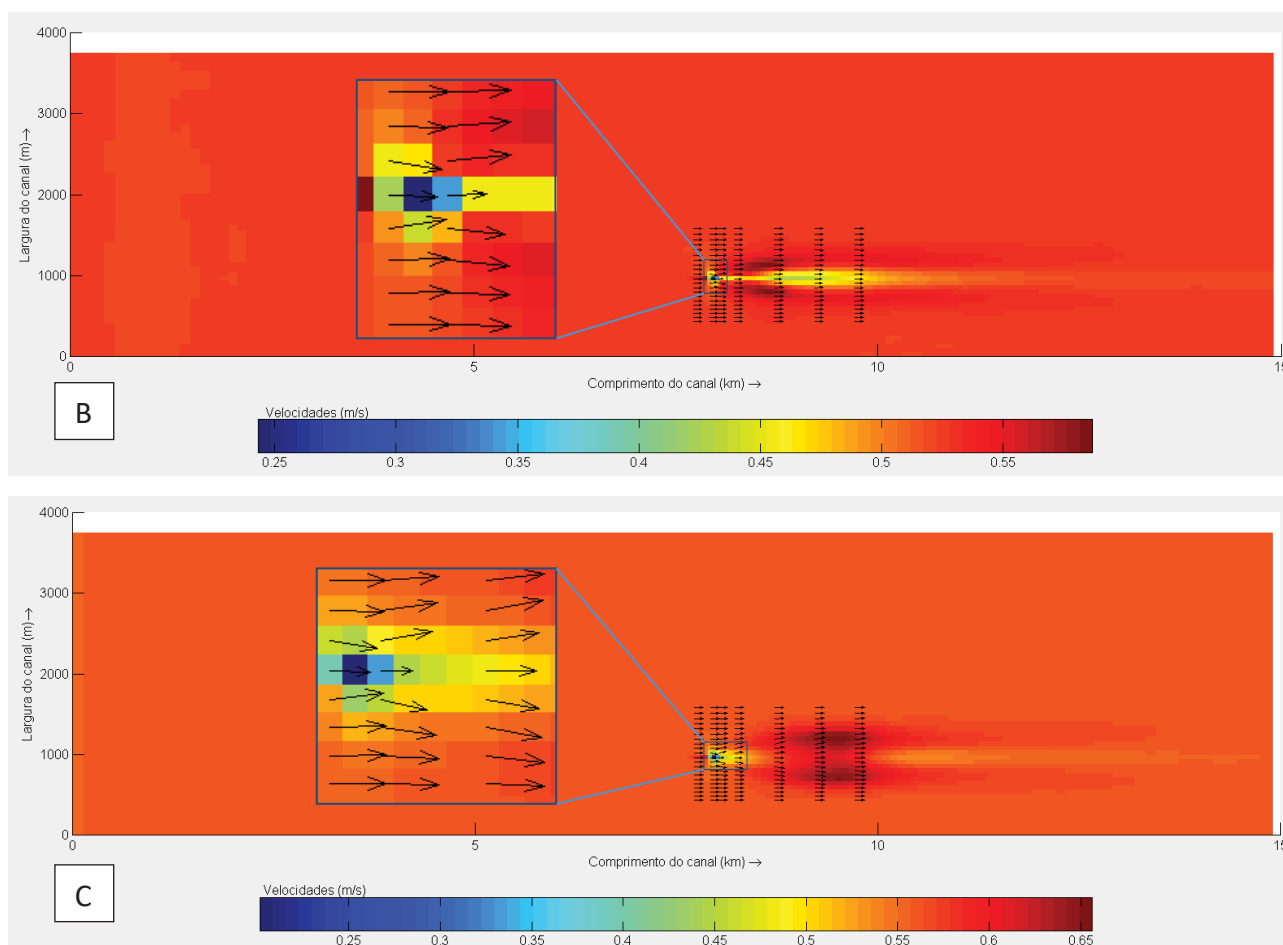 4000
3000
2000
1000
0
Largura do canal (m)→
0 5 10 15
Comprimento do canal (km) →
B
Velocidades (m/s)
0.25 0.3 0.35 0.4 0.45 0.5 0.55
4000
3000
2000
1000
0
Largura do canal (m)→
0 5 10 15
Comprimento do canal (km) →
C
Velocidades (m/s)
0.25 0.3 0.35 0.4 0.45 0.5 0.55 0.6 0.65